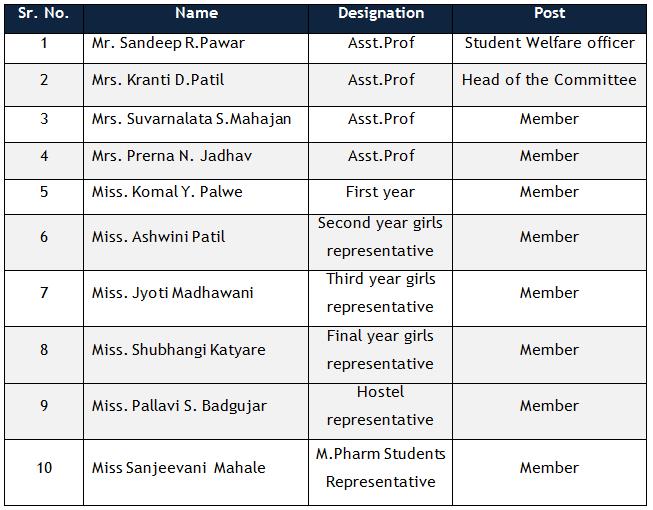 Sr. No. Name Designation Post
1 Mr. Sandeep R.Pawar Asst.Prof Student Welfare officer
2 Mrs. Kranti D.Patil Asst.Prof Head of the Committee
3 Mrs. Suvarnalata S.Mahajan Asst.Prof Member
4 Mrs. Prerna N. Jadhav Asst.Prof Member
5 Miss. Komal Y. Palwe First year Member
6 Miss. Ashwini Patil Second year girls representative Member
7 Miss. Jyoti Madhawani Third year girls representative Member
8 Miss. Shubhangi Katyare Final year girls representative Member
9 Miss. Pallavi S. Badgujar Hostel representative Member
10 Miss Sanjeevani Mahale M.Pharm Students Representative Member